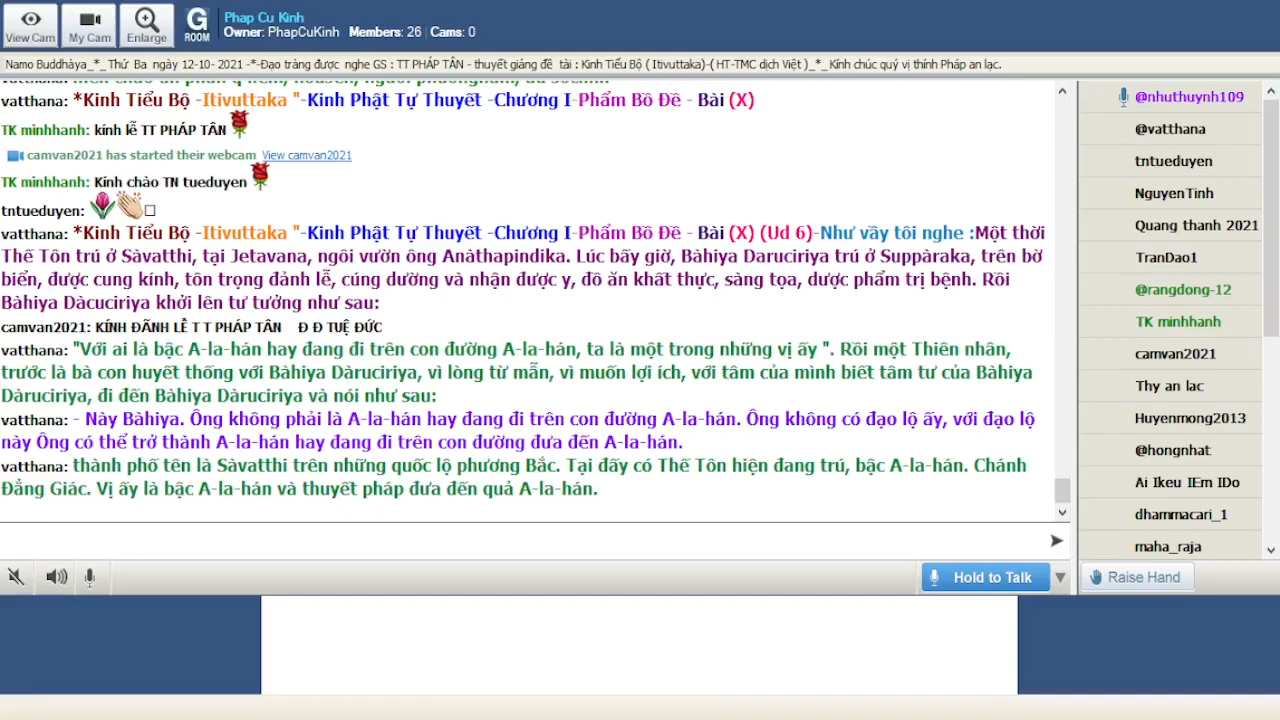 View Cam
My Cam
Enlarge
G
ROOM
Phap Cu Kinh
Owner: PhapCuKinh Members: 26 Cams: 0
Namo Buddhàya_*_Thứ Ba ngày 12-10- 2021 -*-Đạo tràng được nghe GS : TT PHÁP TÂN - thuyết giảng đề tài : Kinh Tiểu Bộ ( Itivuttaka)-( HT-TMC dịch Việt )_*_ Kính chúc quý vị thính Pháp an lạc.
vatthana: *Kinh Tiểu Bộ -Itivuttaka "-Kinh Phật Tự Thuyết -Chương I-Phẩm Bồ Đề - Bài (X)
TK minhhanh: kính lễ TT PHÁP TÂN
camvan2021 has started their webcam View camvan2021
TK minhhanh: Kính chào TN tueduyen
tntueduyen:
vatthana: *Kinh Tiểu Bộ -Itivuttaka "-Kinh Phật Tự Thuyết -Chương I-Phẩm Bồ Đề - Bài (X) (Ud 6)-Như vầy tôi nghe :Một thời
Thế Tôn trú ở Sàvatthi, tại Jetavana, ngôi vườn ông Anàthapindika. Lúc bấy giờ, Bàhiya Daruciriya trú ở Suppàraka, trên bờ
biển, được cung kính, tôn trọng đảnh lễ, cúng dường và nhận được y, đồ ăn khất thực, sàng tọa, dược phẩm trị bệnh. Rồi
Bàhiya Dàcuciriya khởi lên tư tưởng như sau:
camvan2021: KÍNH ĐÃNH LỄ T T PHÁP TÂN Đ Đ TUỆ ĐỨC
vatthana: "Với ai là bậc A-la-hán hay đang đi trên con đường A-la-hán, ta là một trong những vị ấy ". Rồi một Thiên nhân,
trước là bà con huyết thống với Bàhiya Dàruciriya, vì lòng từ mẫn, vì muốn lợi ích, với tâm của mình biết tâm tư của Bàhiya
Dàruciriya, đi đến Bàhiya Dàruciriya và nói như sau:
vatthana: - Này Bàhiya. Ông không phải là A-la-hán hay đang đi trên con đường A-la-hán. Ông không có đạo lộ ấy, với đạo lộ
này Ông có thể trở thành A-la-hán hay đang đi trên con đường đưa đến A-la-hán.
vatthana: thành phố tên là Sàvatthi trên những quốc lộ phương Bắc. Tại đấy có Thế Tôn hiện đang trú, bậc A-la-hán. Chánh
Đẳng Giác. Vị ấy là bậc A-la-hán và thuyết pháp đưa đến quả A-la-hán.
Hold to Talk
@nhuthuynh109
@vatthana
tntueduyen
NguyenTinh
Quang thanh 2021
TranDao1
@rangdong-12
TK minhhanh
camvan2021
Thy an lac
Huyenmong2013
@hongnhat
Ai Ikeu IEm IDo
dhammacari_1
maha_raja
Raise Hand